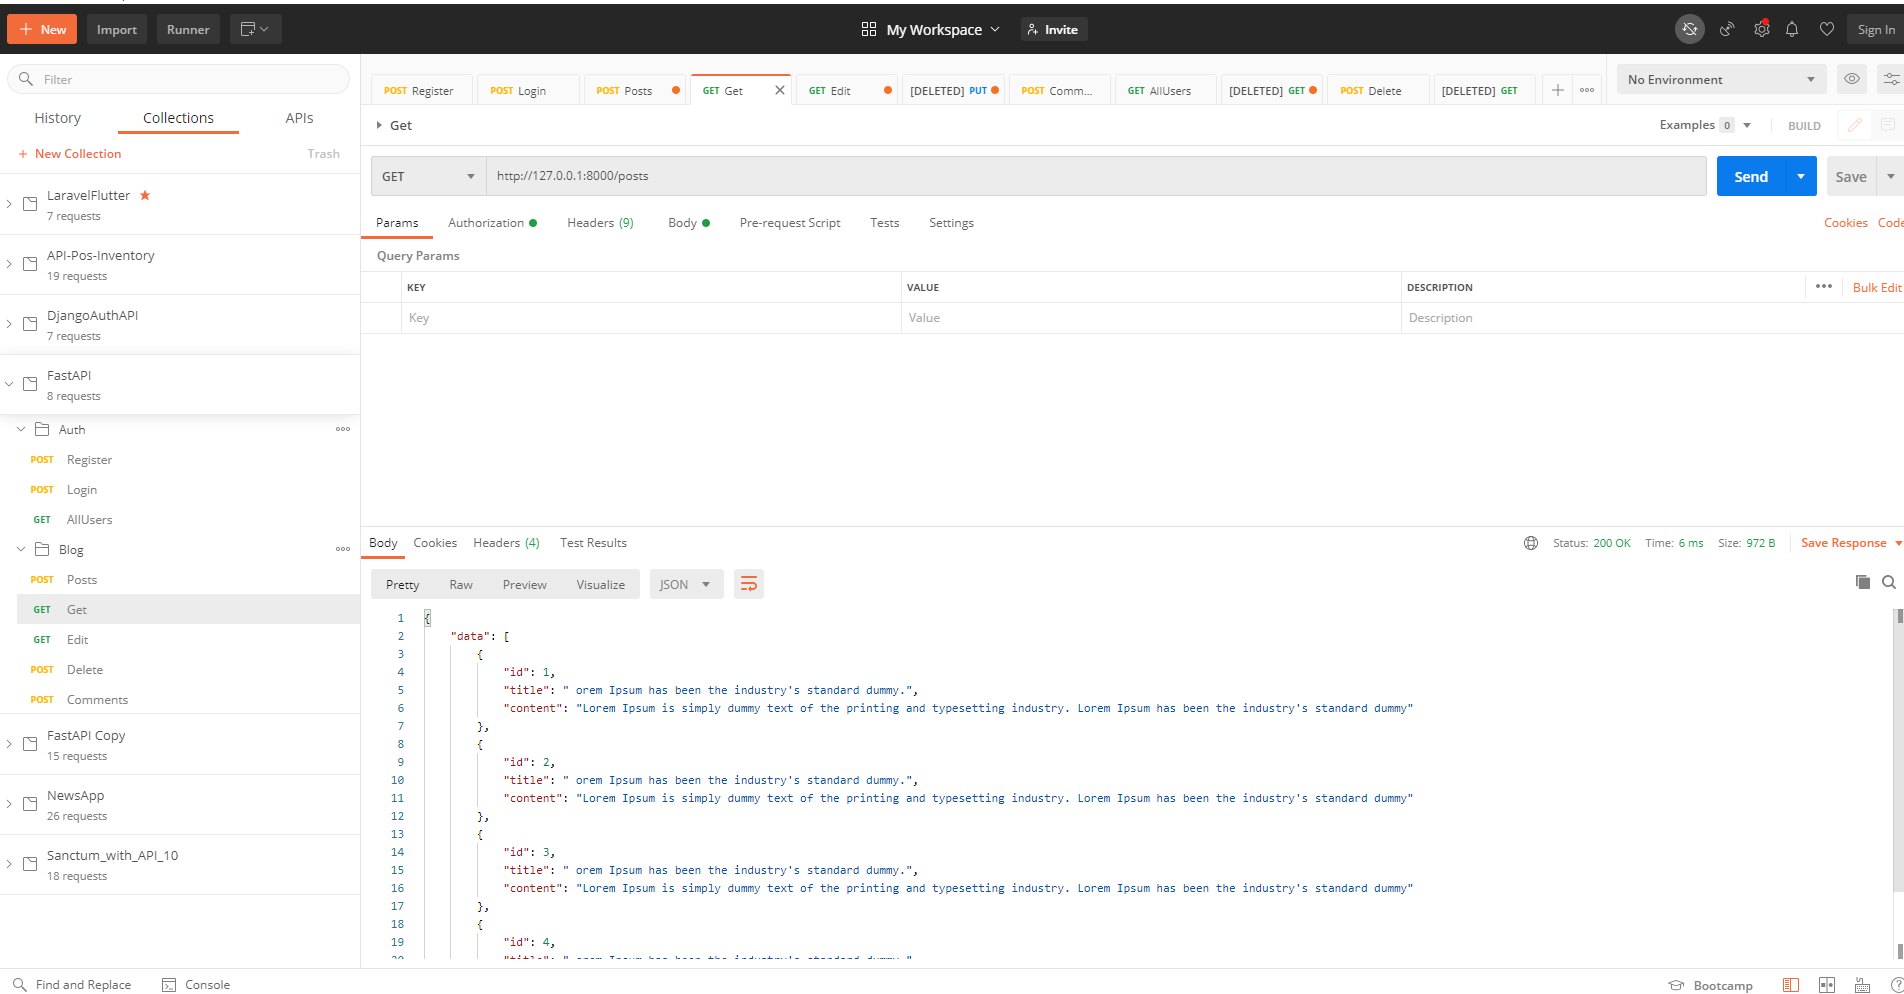 New
Import
Runner
My Workspace
Invite
Sign In
Filter
History
Collections
APIs
New Collection
Trash
LaravelFlutter
7 requests
API-Pos-Inventory
19 requests
DjangoAuthAPI
7 requests
FastAPI
8 requests
Auth
POST Register
POST Login
GET AllUsers
Blog
POST Posts
GET Get
GET Edit
POST Delete
POST Comments
FastAPI Copy
15 requests
NewsApp
26 requests
Sanctum_with_API_10
18 requests
POST Register
POST Login
POST Posts
GET Get
GET Edit
[DELETED] PUT
POST Comm...
GET AllUsers
[DELETED] GET
POST Delete
[DELETED] GET
No Environment
Get
Examples 0
BUILD
GET
http://127.0.0.1:8000/posts
Send
Save
Params
Authorization
Headers (9)
Body
Pre-request Script
Tests
Settings
Cookies
Code
Query Params
KEY
VALUE
DESCRIPTION
Bulk Edit
Key
Value
Description
Body
Cookies
Headers (4)
Test Results
Status: 200 OK
Time: 6 ms
Size: 972 B
Save Response
Pretty
Raw
Preview
Visualize
JSON
1 {
2 "data": [
3 {
4 "id": 1,
5 "title": " orem Ipsum has been the industry's standard dummy.",
6 "content": "Lorem Ipsum is simply dummy text of the printing and typesetting industry. Lorem Ipsum has been the industry's standard dummy"
7 },
8 {
9 "id": 2,
10 "title": " orem Ipsum has been the industry's standard dummy.",
11 "content": "Lorem Ipsum is simply dummy text of the printing and typesetting industry. Lorem Ipsum has been the industry's standard dummy"
12 },
13 {
14 "id": 3,
15 "title": " orem Ipsum has been the industry's standard dummy.",
16 "content": "Lorem Ipsum is simply dummy text of the printing and typesetting industry. Lorem Ipsum has been the industry's standard dummy"
17 },
18 {
19 "id": 4,
Find and Replace
Console
Bootcamp